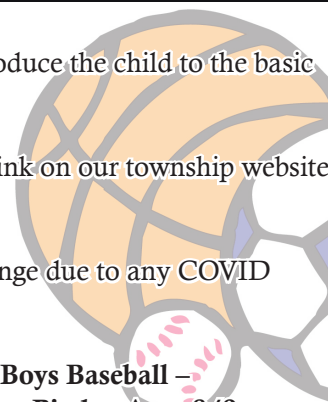 oduce the child to the basic
ink on our township website
nge due to any COVID
Boys Baseball –